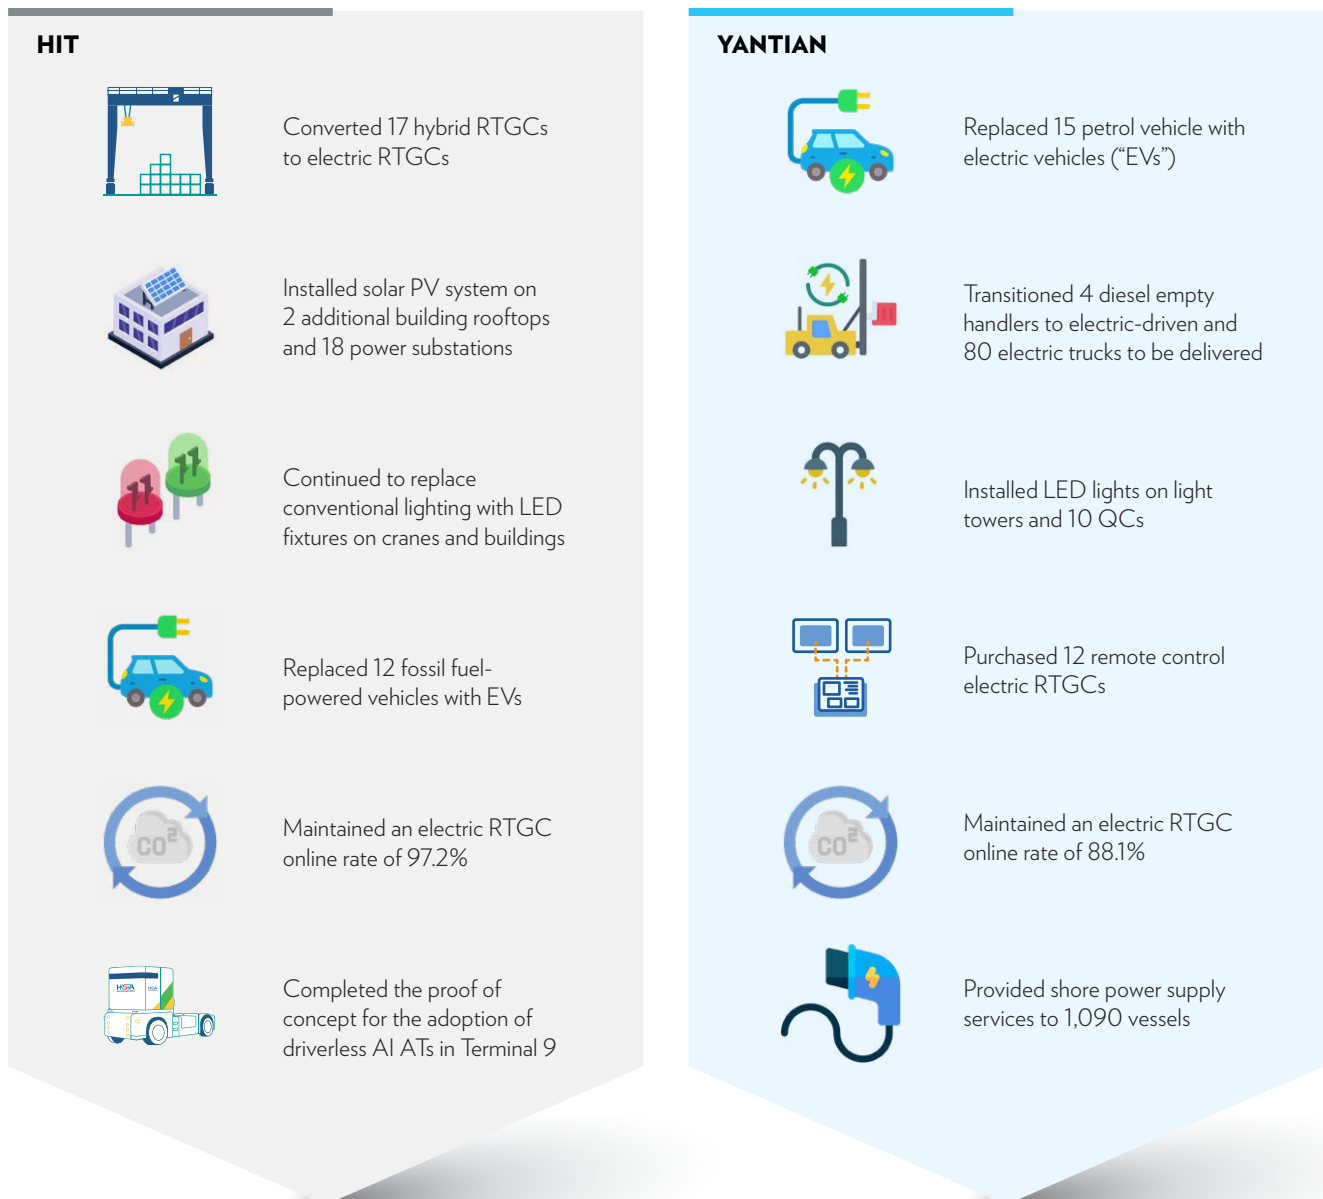 HIT
Converted 17 hybrid RTGCs
to electric RTGCs
Installed solar PV system on
2 additional building rooftops
and 18 power substations
Continued to replace
conventional lighting with LED
fixtures on cranes and buildings
Replaced 12 fossil fuel-
powered vehicles with EVs
CO²
Maintained an electric RTGC
online rate of 97.2%
Completed the proof of
concept for the adoption of
driverless AI ATs in Terminal 9
YANTIAN
Replaced 15 petrol vehicle with
electric vehicles (“EVs”)
Transitioned 4 diesel empty
handlers to electric-driven and
80 electric trucks to be delivered
Installed LED lights on light
towers and 10 QCs
Purchased 12 remote control
electric RTGCs
CO²
Maintained an electric RTGC
online rate of 88.1%
Provided shore power supply
services to 1,090 vessels